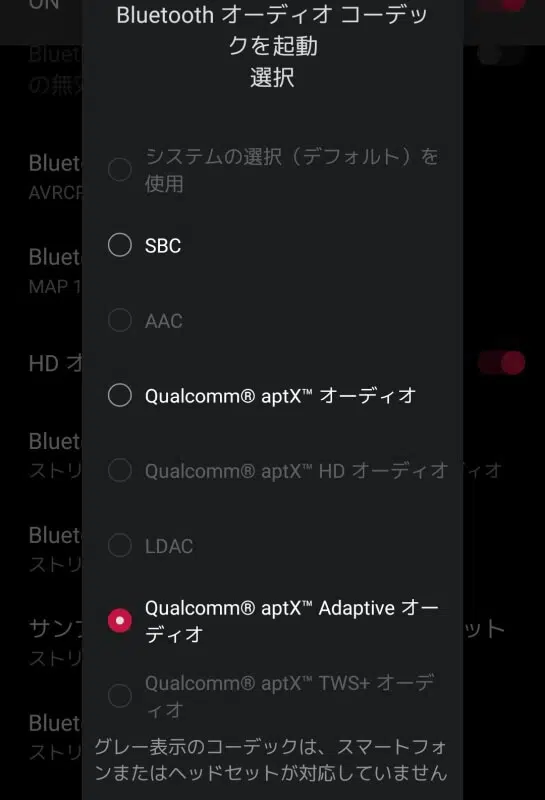 ON
Bluetooth オーディオ コーデッ
クを起動
選択
Bluet
の無効
システムの選択（デフォルト）を
使用
Bluet
AVRCP
SBC
Bluet
MAP 1
AAC
HD オ
Qualcomm® aptX™ オーディオ
Bluet
ストリ
Qualcomm® aptX™ HD オーディオ
ィオ
Bluet
ストリ
LDAC
Qualcomm® aptX™ Adaptive オー
ディオ
サンプ
ット
ストリ
Qualcomm® aptX™ TWS+ オーデ
ィオ
Bluet
ストリ
グレー表示のコーデックは、スマートフォ
ンまたはヘッドセットが対応していません